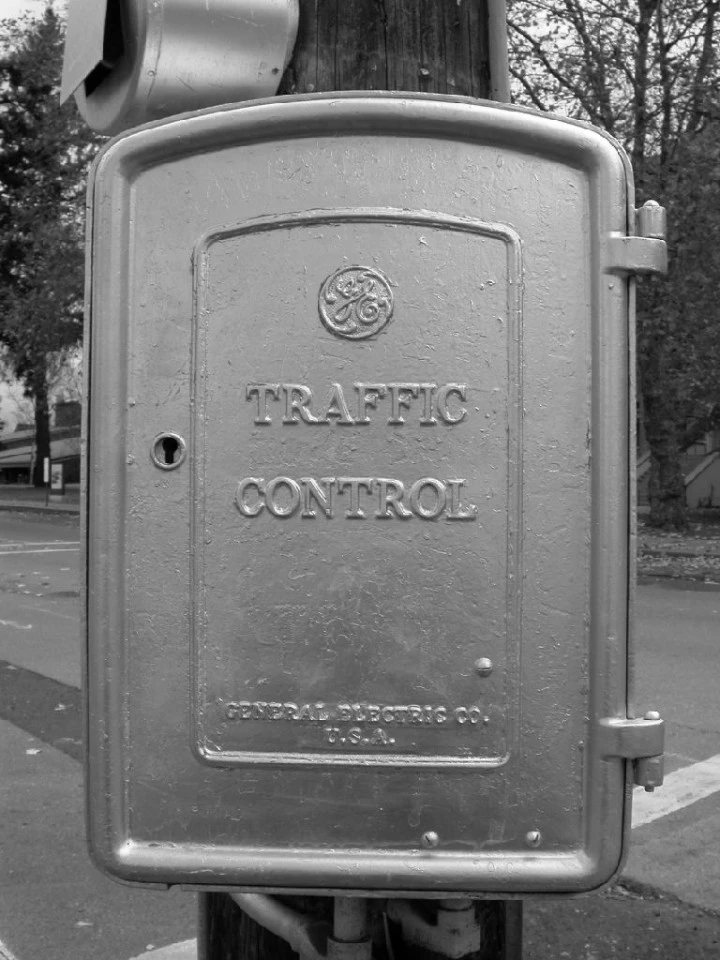 GE
TRAFFIC
CONTROL
GENERAL ELECTRIC CO.
U.S.A.